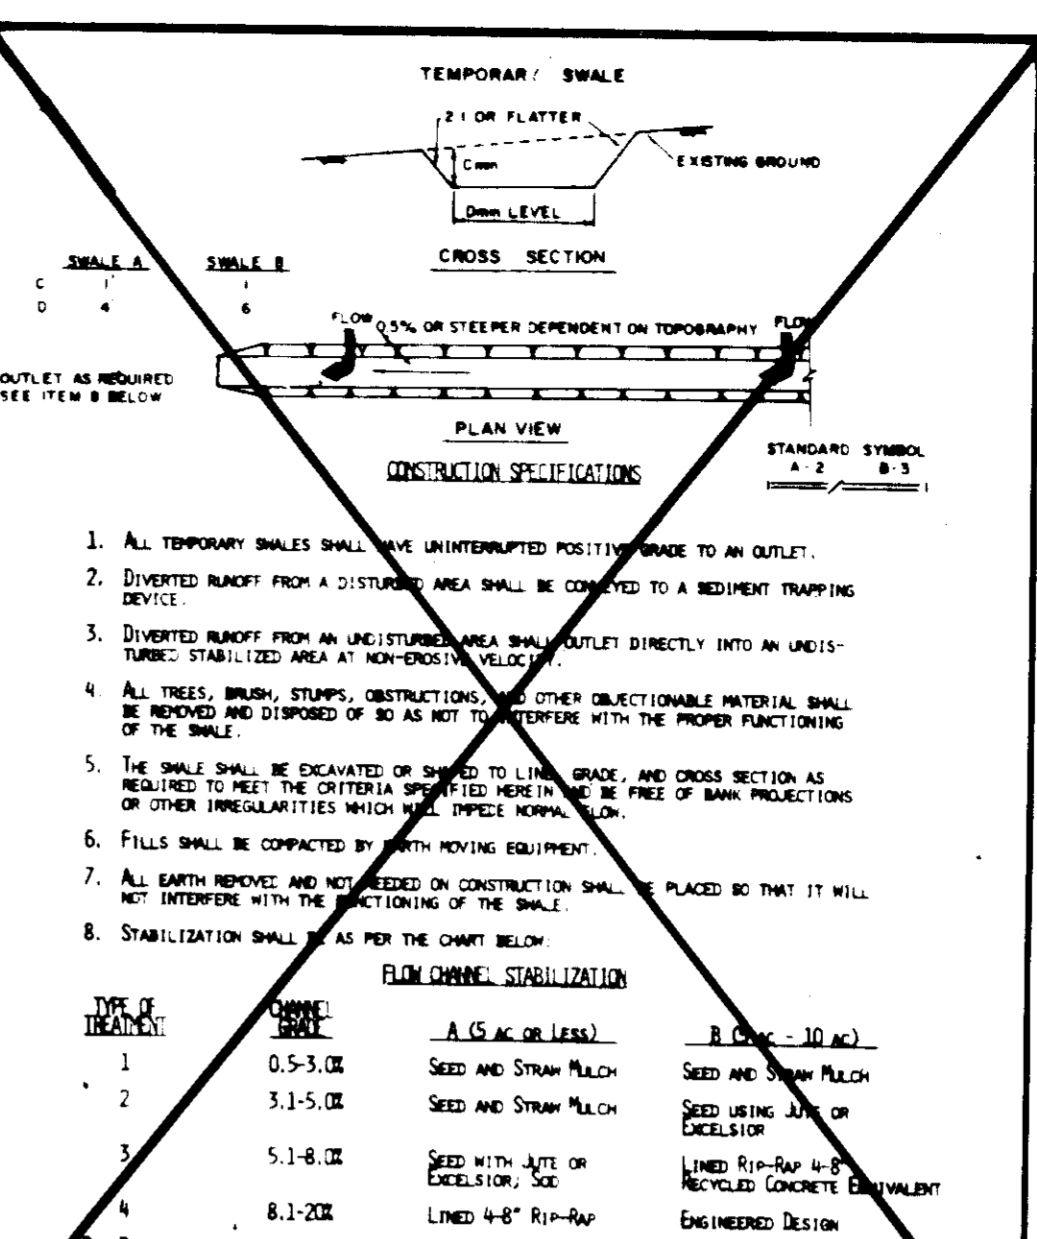 TEMPORARY SWALE
2:1 OR FLATTER
C min
EXISTING GROUND
D min LEVEL
CROSS SECTION
SWALE A SWALE B
C 1' 1'
D 4' 6'
FLOW 0.5% OR STEEPER DEPENDENT ON TOPOGRAPHY FLOW
OUTLET AS REQUIRED
SEE ITEM 8 BELOW
PLAN VIEW
STANDARD SYMBOL
A-2 B-3
CONSTRUCTION SPECIFICATIONS
1. ALL TEMPORARY SWALES SHALL HAVE UNINTERRUPTED POSITIVE GRADE TO AN OUTLET.
2. DIVERTED RUNOFF FROM A DISTURBED AREA SHALL BE CONVEYED TO A SEDIMENT TRAPPING
DEVICE.
3. DIVERTED RUNOFF FROM AN UNDISTURBED AREA SHALL OUTLET DIRECTLY INTO AN UNDIS-
TURBED STABILIZED AREA AT NON-EROSIVE VELOCITY.
4. ALL TREES, BRUSH, STUMPS, OBSTRUCTIONS, AND OTHER OBJECTIONABLE MATERIAL SHALL
BE REMOVED AND DISPOSED OF SO AS NOT TO INTERFERE WITH THE PROPER FUNCTIONING
OF THE SWALE.
5. THE SWALE SHALL BE EXCAVATED OR SHAPED TO LINE, GRADE, AND CROSS SECTION AS
REQUIRED TO MEET THE CRITERIA SPECIFIED HEREIN AND BE FREE OF BANK PROJECTIONS
OR OTHER IRREGULARITIES WHICH WILL IMPEDE NORMAL FLOW.
6. FILLS SHALL BE COMPACTED BY EARTH MOVING EQUIPMENT.
7. ALL EARTH REMOVED AND NOT NEEDED ON CONSTRUCTION SHALL BE PLACED SO THAT IT WILL
NOT INTERFERE WITH THE FUNCTIONING OF THE SWALE.
8. STABILIZATION SHALL BE AS PER THE CHART BELOW:
FLOW CHANNEL STABILIZATION
TYPE OF CHANNEL
TREATMENT GRADE A (5 AC OR LESS) B (5 AC - 10 AC)
1 0.5-3.0% SEED AND STRAW MULCH SEED AND STRAW MULCH
2 3.1-5.0% SEED AND STRAW MULCH SEED USING JUTE OR
EXCELSIOR
3 5.1-8.0% SEED WITH JUTE OR LINED RIP-RAP 4-8"
EXCELSIOR; SOD RECYCLED CONCRETE EQUIVALENT
4 8.1-20% LINED 4-8" RIP-RAP ENGINEERED DESIGN